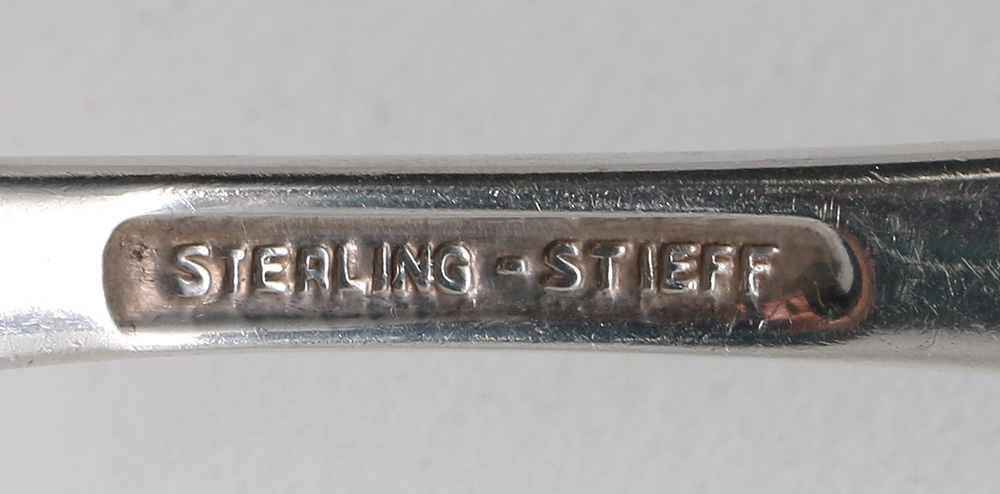 STERLING - STIEFF